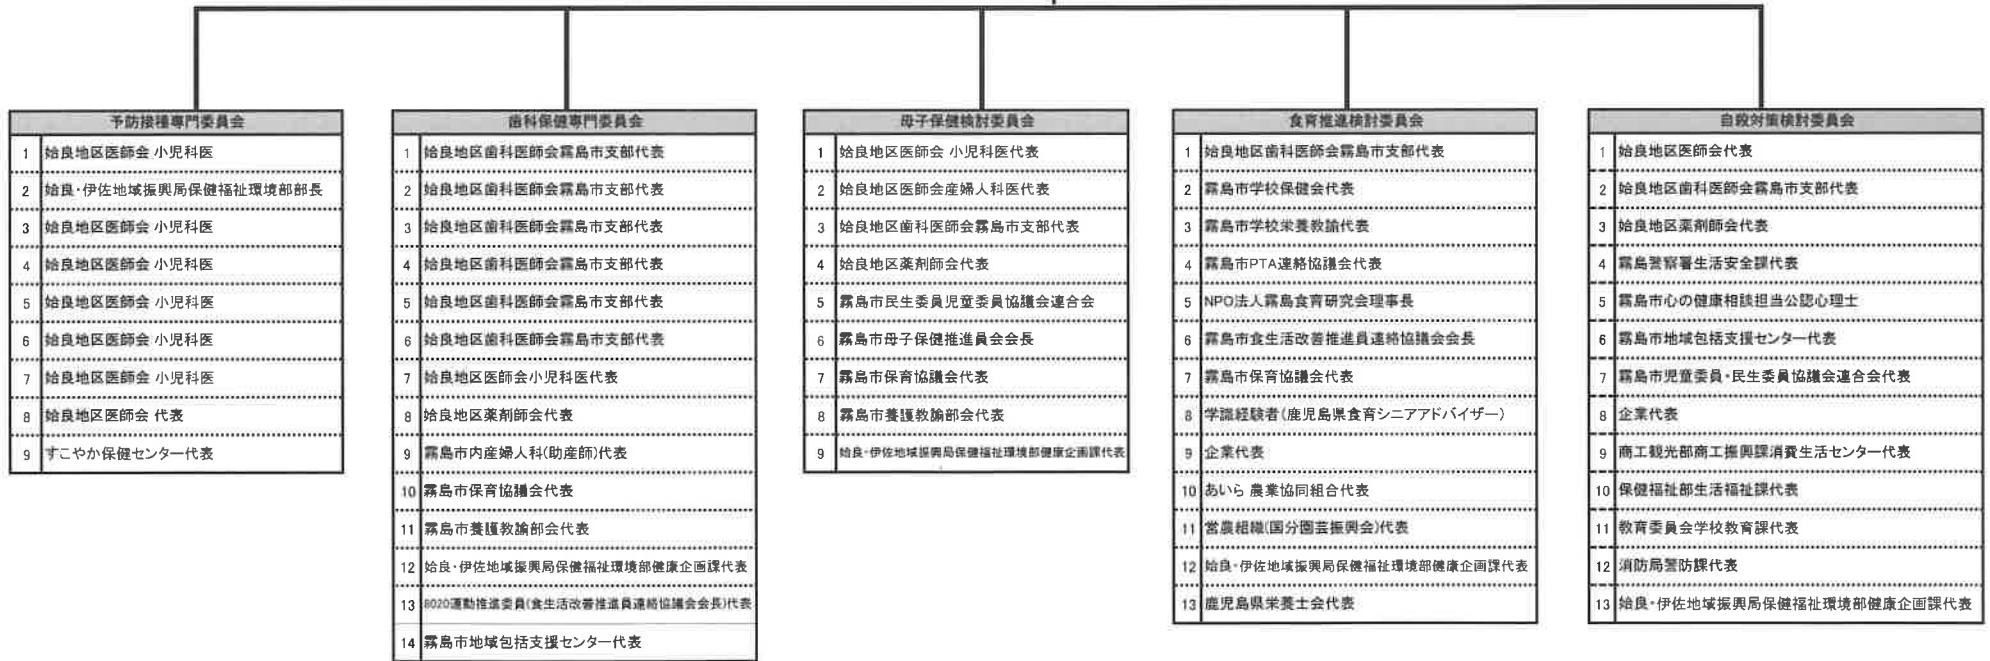 予防接種専門委員会
1 姶良地区医師会 小児科医
2 姶良・伊佐地域振興局保健福祉環境部部長
3 姶良地区医師会 小児科医
4 姶良地区医師会 小児科医
5 姶良地区医師会 小児科医
6 姶良地区医師会 小児科医
7 姶良地区医師会 小児科医
8 姶良地区医師会 代表
9 すこやか保健センター代表
歯科保健専門委員会
1 姶良地区歯科医師会霧島市支部代表
2 姶良地区歯科医師会霧島市支部代表
3 姶良地区歯科医師会霧島市支部代表
4 姶良地区歯科医師会霧島市支部代表
5 姶良地区歯科医師会霧島市支部代表
6 姶良地区歯科医師会霧島市支部代表
7 姶良地区医師会小児科医代表
8 姶良地区薬剤師会代表
9 霧島市内産婦人科(助産師)代表
10 霧島市保育協議会代表
11 霧島市養護教諭部会代表
12 姶良・伊佐地域振興局保健福祉環境部健康企画課代表
13 8020運動推進委員(食生活改善推進員連絡協議会会長)代表
14 霧島市地域包括支援センター代表
母子保健検討委員会
1 姶良地区医師会 小児科医代表
2 姶良地区医師会産婦人科医代表
3 姶良地区歯科医師会霧島市支部代表
4 姶良地区薬剤師会代表
5 霧島市民生委員児童委員協議会連合会
6 霧島市母子保健推進員会会長
7 霧島市保育協議会代表
8 霧島市養護教諭部会代表
9 姶良・伊佐地域振興局保健福祉環境部健康企画課代表
食育推進検討委員会
1 姶良地区歯科医師会霧島市支部代表
2 霧島市学校保健会代表
3 霧島市学校栄養教諭代表
4 霧島市PTA連絡協議会代表
5 NPO法人霧島食育研究会理事長
6 霧島市食生活改善推進員連絡協議会会長
7 霧島市保育協議会代表
8 学識経験者(鹿児島県食育シニアアドバイザー)
9 企業代表
10 あいら 農業協同組合代表
11 営農組織(国分園芸振興会)代表
12 姶良・伊佐地域振興局保健福祉環境部健康企画課代表
13 鹿児島県栄養士会代表
自殺対策検討委員会
1 姶良地区医師会代表
2 姶良地区歯科医師会霧島市支部代表
3 姶良地区薬剤師会代表
4 霧島警察署生活安全課代表
5 霧島市心の健康相談担当公認心理士
6 霧島市地域包括支援センター代表
7 霧島市児童委員・民生委員協議会連合会代表
8 企業代表
9 商工観光部商工振興課消費生活センター代表
10 保健福祉部生活福祉課代表
11 教育委員会学校教育課代表
12 消防局警防課代表
13 姶良・伊佐地域振興局保健福祉環境部健康企画課代表